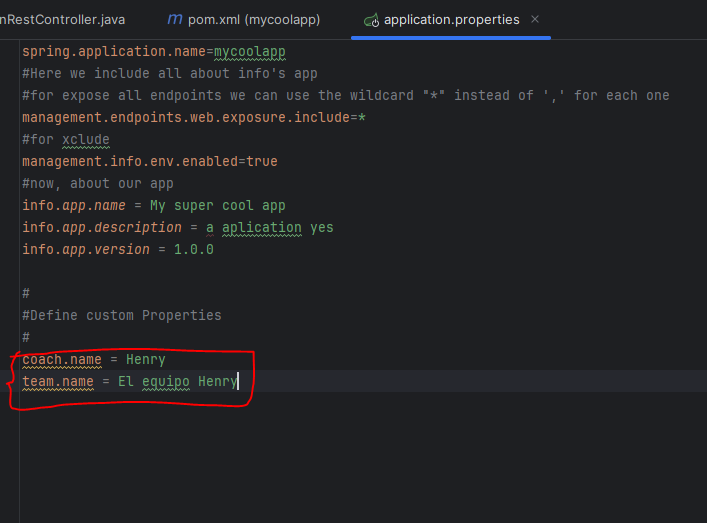 nRestController.java
m pom.xml (mycoolapp)
application.properties
spring.application.name=mycoolapp
#Here we include all about info's app
#for expose all endpoints we can use the wildcard "*" instead of ',' for each one
management.endpoints.web.exposure.include=*
#for xclude
management.info.env.enabled=true
#now, about our app
info.app.name = My super cool app
info.app.description = a aplication yes
info.app.version = 1.0.0
#
#Define custom Properties
#
coach.name = Henry
team.name = El equipo Henry